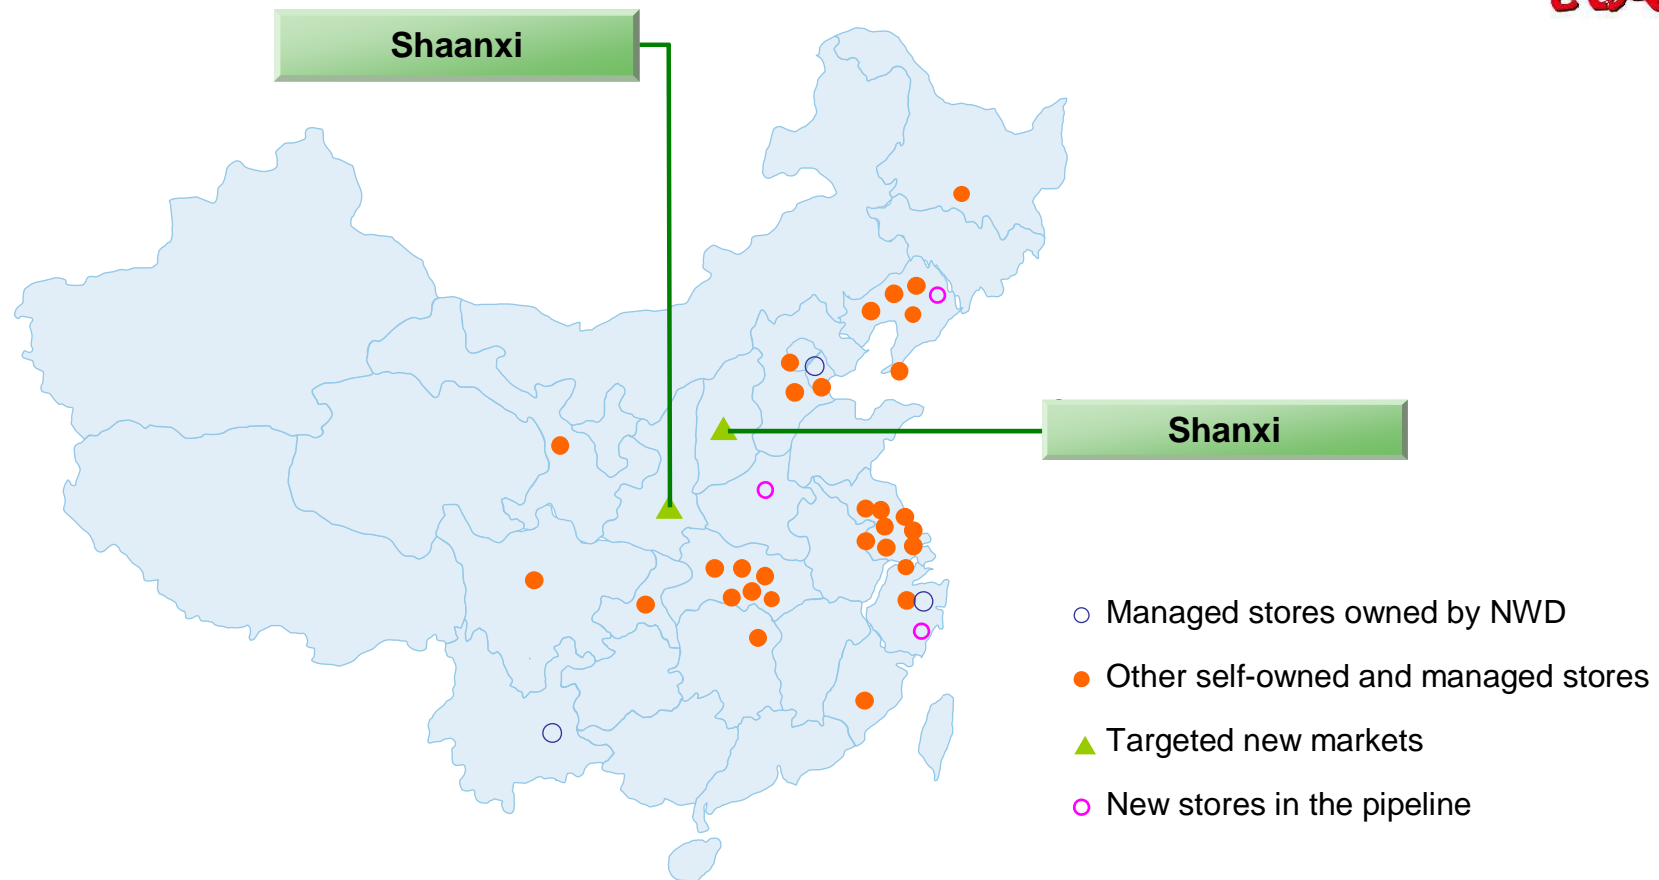 Shaanxi
Shanxi
Managed stores owned by NWD
Other self-owned and managed stores
Targeted new markets
New stores in the pipeline